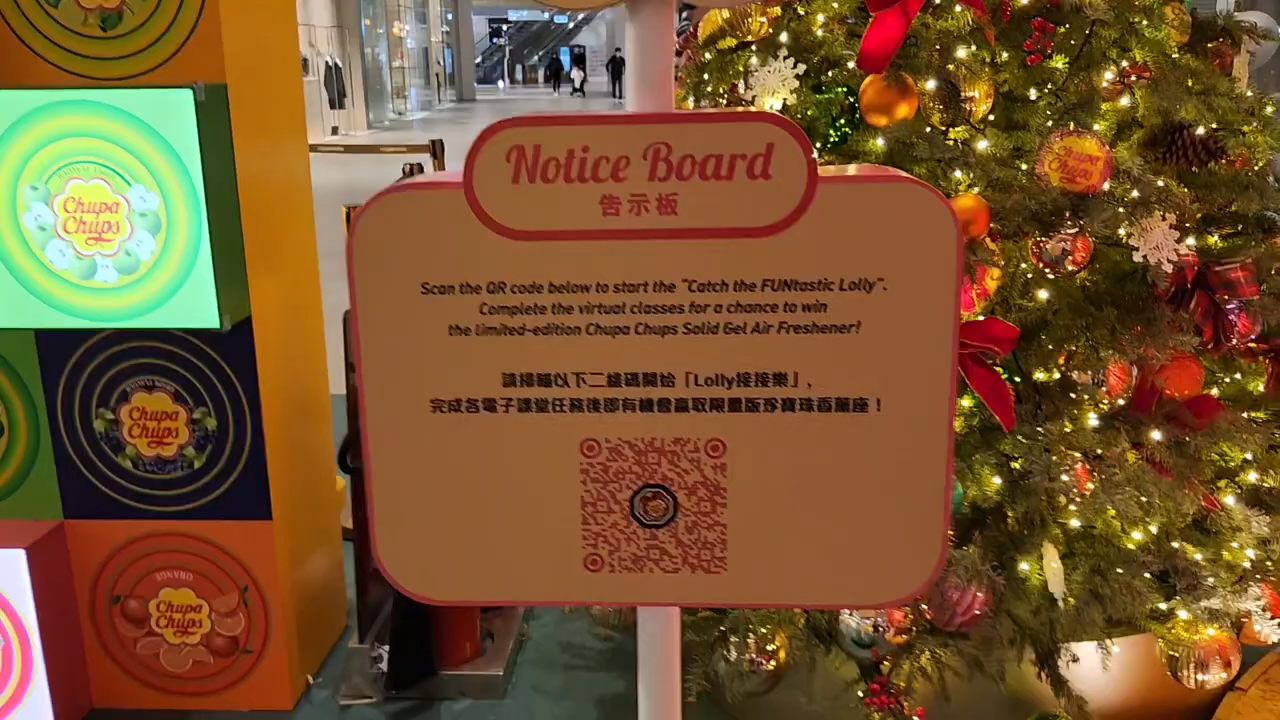 Notice Board
告示板
Scan the QR code below to start the "Catch the FUNtastic Lolly".
Complete the virtual classes for a chance to win
the limited-edition Chupa Chups Solid Gel Air Freshener!
請掃瞄以下二維碼開始「Lolly接接樂」，
完成各電子課堂任務後即有機會贏取限量版珍寶珠香薰座！
Chupa
Chups
Chupa
Chups
ORANGE
Chupa
Chups
Chupa
Chups